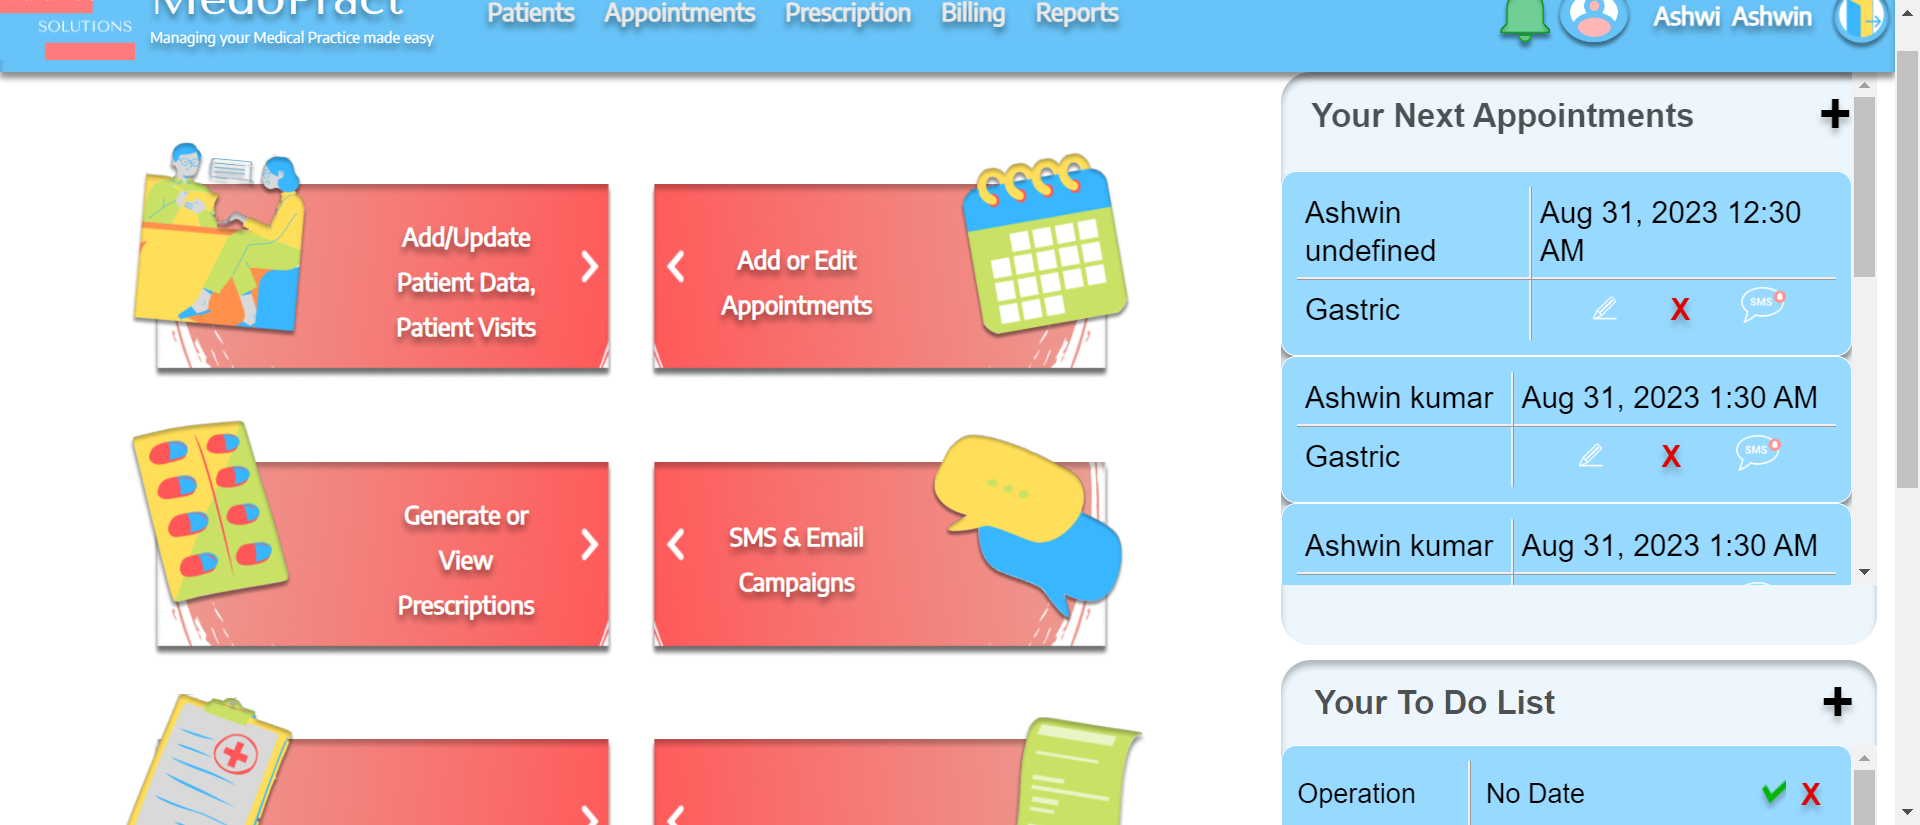 SOLUTIONS
MedoPract
Managing your Medical Practice made easy
Patients Appointments Prescription Billing Reports
Ashwi Ashwin
Add/Update
Patient Data,
Patient Visits
Add or Edit
Appointments
Generate or
View
Prescriptions
SMS & Email
Campaigns
Your Next Appointments
Ashwin
undefined
Aug 31, 2023 12:30
AM
Gastric
X
SMS
Ashwin kumar
Aug 31, 2023 1:30 AM
Gastric
X
SMS
Ashwin kumar
Aug 31, 2023 1:30 AM
Your To Do List
Operation
No Date
X